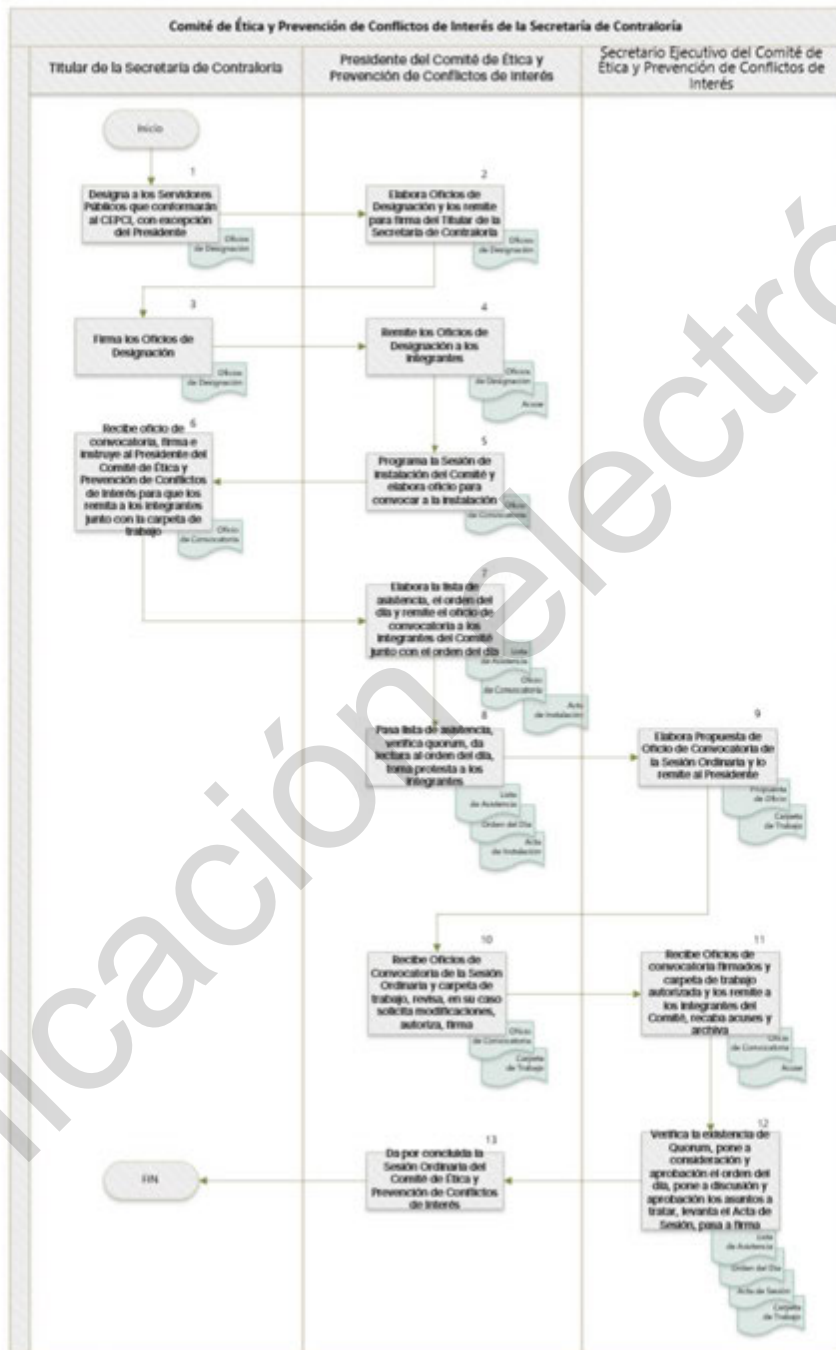 Comité de Ética y Prevención de Conflictos de Interés de la Secretaría de Contraloría
Titular de la Secretaría de Contraloría
Presidente del Comité de Ética y
Prevención de Conflictos de Interés
Secretario Ejecutivo del Comité de
Ética y Prevención de Conflictos de
Interés
Inicio
1
Designa a los Servidores
Públicos que conformarán
al CEPCI, con excepción
del Presidente
Oficios
de Designación
2
Elabora Oficios de
Designación y los remite
para firma del Titular de la
Secretaría de Contraloría
Oficios
de Designación
3
Firma los Oficios de
Designación
Oficios
de Designación
4
Remite los Oficios de
Designación a los
Integrantes
Oficios
de Designación
Acuse
5
Programa la Sesión de
Instalación del Comité y
elabora oficio para
convocar a la instalación
Oficio
de Convocatoria
6
Recibe oficio de
convocatoria, firma e
instruye al Presidente del
Comité de Ética y
Prevención de Conflictos
de Interés para que los
remita a los integrantes
junto con la carpeta de
trabajo
Oficio
de Convocatoria
7
Elabora la lista de
asistencia, el orden del
día y remite el oficio de
convocatoria a los
integrantes del Comité
junto con el orden del día
Lista
de Asistencia
Oficio
de Convocatoria
Acta
de Instalación
8
Pasa lista de asistencia,
verifica quorum, da
lectura al orden del día,
toma protesta a los
integrantes
Lista
de Asistencia
Orden del Día
Acta
de Instalación
9
Elabora Propuesta de
Oficio de Convocatoria de
la Sesión Ordinaria y lo
remite al Presidente
Propuesta
de Oficio
Carpeta
de Trabajo
10
Recibe Oficios de
Convocatoria de la Sesión
Ordinaria y carpeta de
trabajo, revisa, en su caso
solicita modificaciones,
autoriza, firma
Oficio
de Convocatoria
Carpeta
de Trabajo
11
Recibe Oficios de
convocatoria firmados y
carpeta de trabajo
autorizada y los remite a
los integrantes del
Comité, recaba acuses y
archiva
Oficio
de Convocatoria
Acuse
12
Verifica la existencia de
Quorum, pone a
consideración y
aprobación el orden del
día, pone a discusión y
aprobación los asuntos a
tratar, levanta el Acta de
Sesión, pasa a firma
Lista
de Asistencia
Orden del Día
Acta de Sesión
Carpeta
de Trabajo
13
Da por concluida la
Sesión Ordinaria del
Comité de Ética y
Prevención de Conflictos
de Interés
FIN